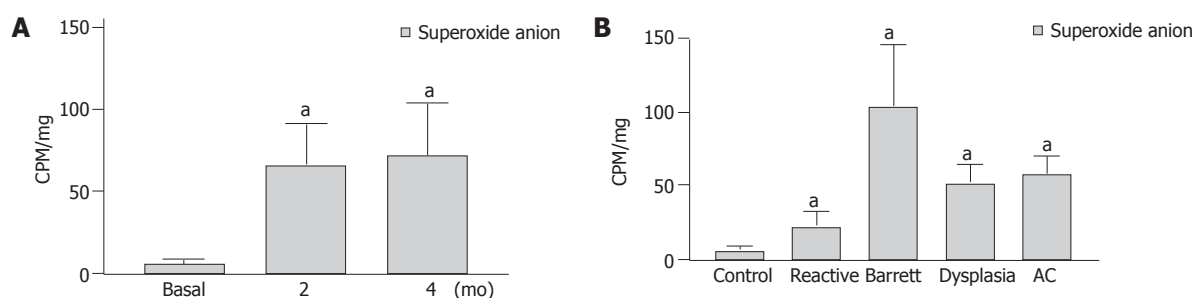 A
150
Superoxide anion
a
a
100
CPM/mg
50
0
Basal 2 4 (mo)
B
150
Superoxide anion
a
100
CPM/mg
a
a
50
a
0
Control Reactive Barrett Dysplasia AC